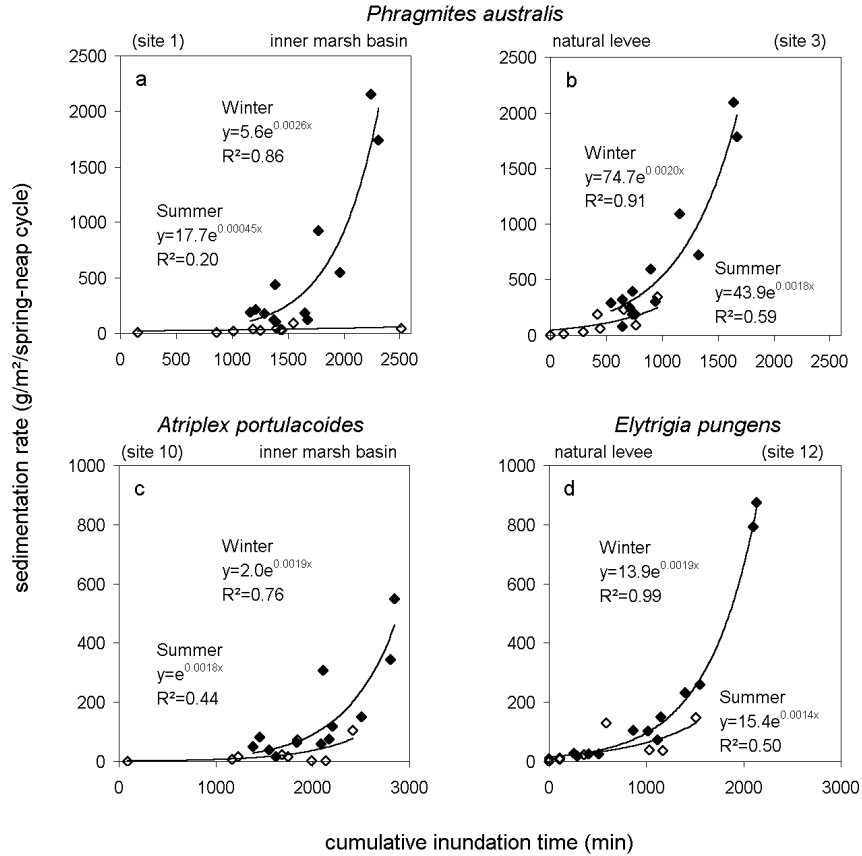 Phragmites australis
(site 1) inner marsh basin
natural levee (site 3)
a
2500
2000
1500
1000
500
0
0 500 1000 1500 2000 2500
Winter
y=5.6e^0.0026x
R²=0.86
Summer
y=17.7e^0.00045x
R²=0.20
b
2500
2000
1500
1000
500
0
0 500 1000 1500 2000 2500
Winter
y=74.7e^0.0020x
R²=0.91
Summer
y=43.9e^0.0018x
R²=0.59
sedimentation rate (g/m²/spring-neap cycle)
Atriplex portulacoides
(site 10) inner marsh basin
c
1000
800
600
400
200
0
0 1000 2000 3000
Winter
y=2.0e^0.0019x
R²=0.76
Summer
y=e^0.0018x
R²=0.44
Elytrigia pungens
natural levee (site 12)
d
1000
800
600
400
200
0
0 1000 2000 3000
Winter
y=13.9e^0.0019x
R²=0.99
Summer
y=15.4e^0.0014x
R²=0.50
cumulative inundation time (min)